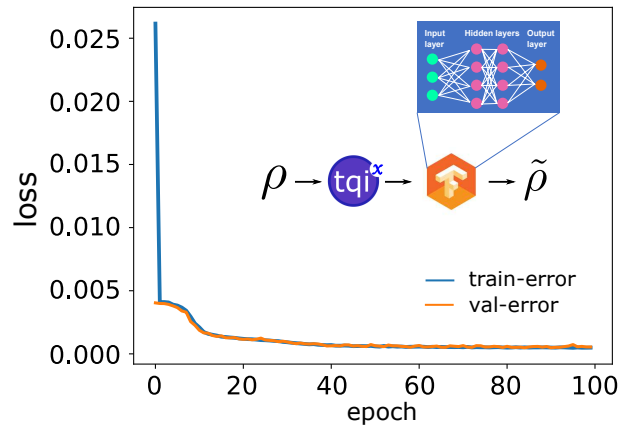 0.025
0.020
0.015
0.010
0.005
0.000
loss
Input layer
Hidden layers
Output layer
ρ
tqi
x
ρ̃
train-error
val-error
0
20
40
60
80
100
epoch